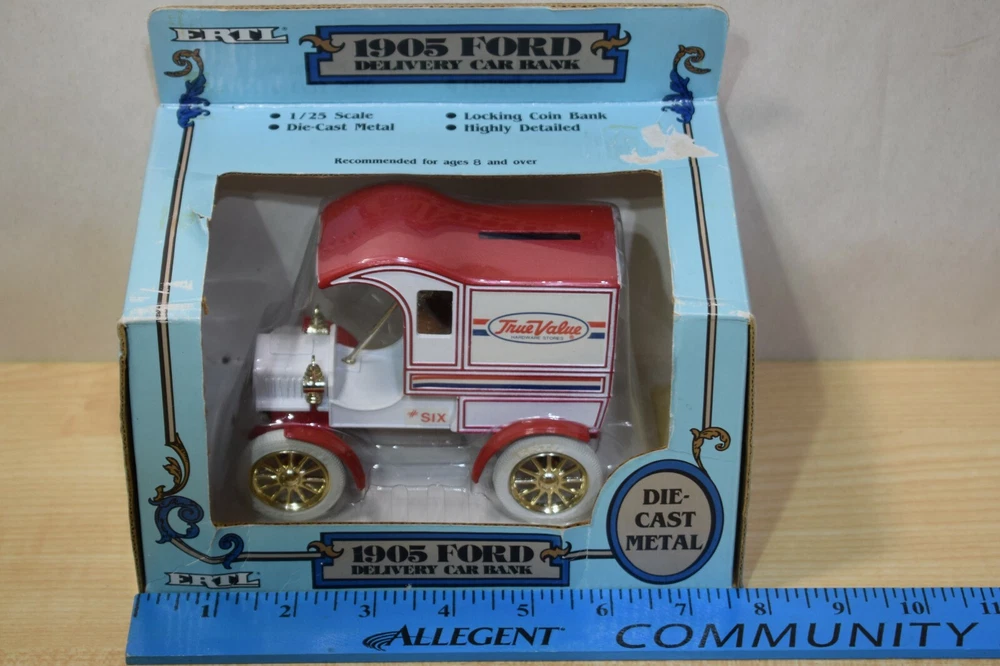 ERTL
1905 FORD
DELIVERY CAR BANK
• 1/25 Scale
• Locking Coin Bank
• Die-Cast Metal
• Highly Detailed
Recommended for ages 8 and over
True Value
HARDWARE STORES
#SIX
DIE-
CAST
METAL
1905 FORD
DELIVERY CAR BANK
ERTL
1 2 3 4 5 6 7 8 9 10 11
ALLEGENT COMMUNITY